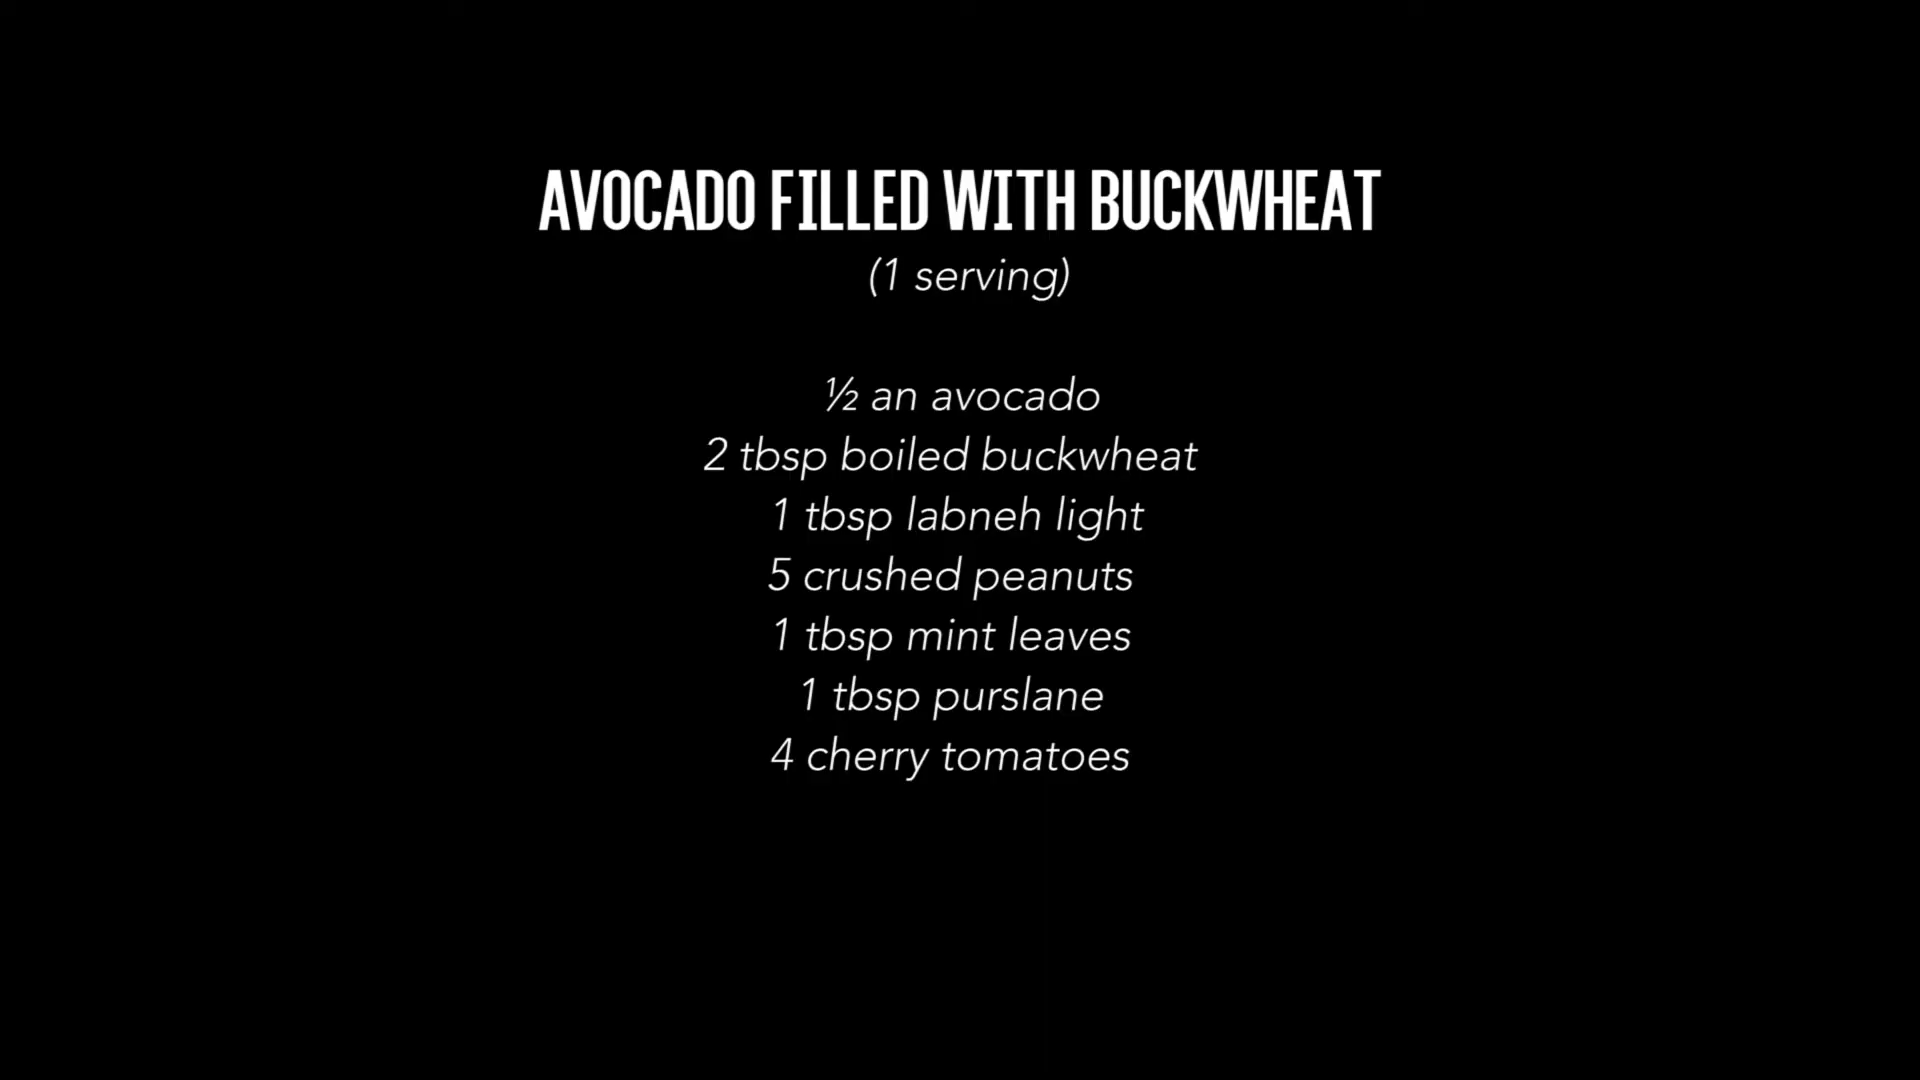 AVOCADO FILLED WITH BUCKWHEAT
(1 serving)
½ an avocado
2 tbsp boiled buckwheat
1 tbsp labneh light
5 crushed peanuts
1 tbsp mint leaves
1 tbsp purslane
4 cherry tomatoes